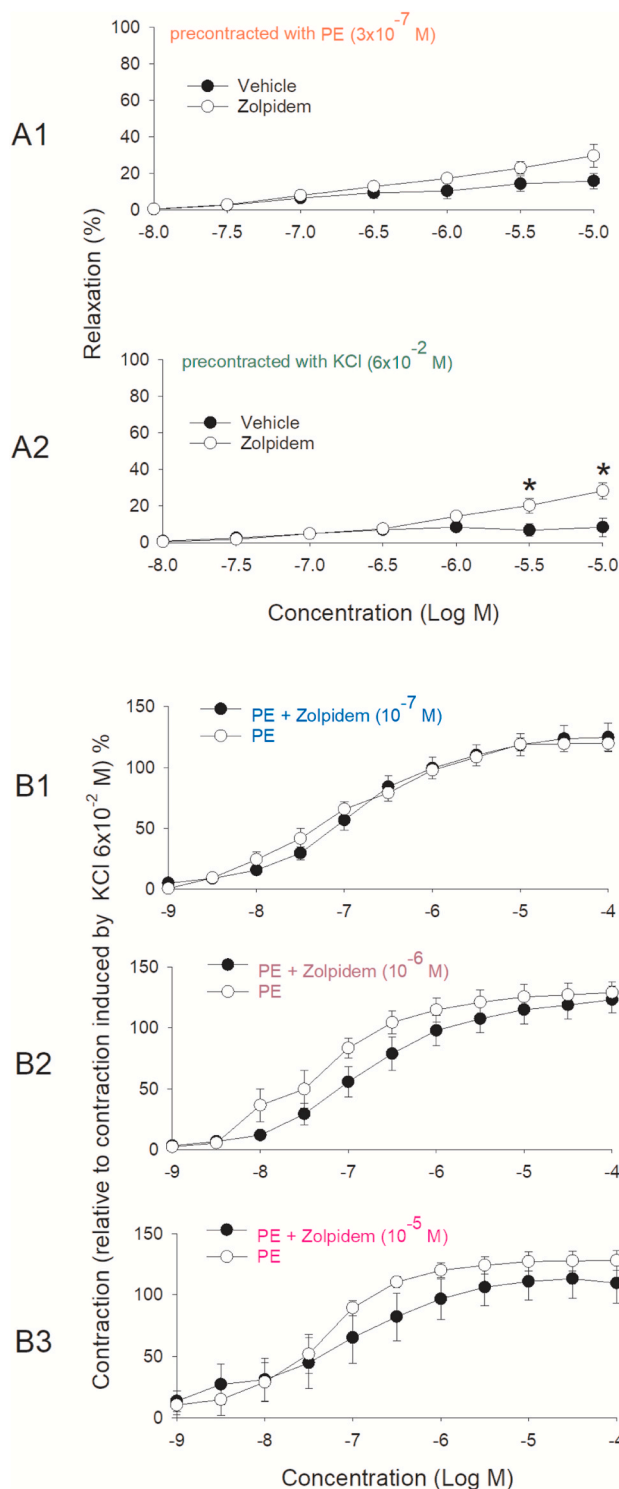 A1
precontracted with PE (3x10^-7 M)
Vehicle
Zolpidem
100
80
60
40
20
0
-8.0 -7.5 -7.0 -6.5 -6.0 -5.5 -5.0
Relaxation (%)
A2
precontracted with KCl (6x10^-2 M)
Vehicle
Zolpidem
100
80
60
40
20
0
* *
-8.0 -7.5 -7.0 -6.5 -6.0 -5.5 -5.0
Concentration (Log M)
Contraction (relative to contraction induced by KCl 6x10^-2 M) %
B1
PE + Zolpidem (10^-7 M)
PE
150
100
50
0
-9 -8 -7 -6 -5 -4
B2
PE + Zolpidem (10^-6 M)
PE
150
100
50
0
-9 -8 -7 -6 -5 -4
B3
PE + Zolpidem (10^-5 M)
PE
150
100
50
0
-9 -8 -7 -6 -5 -4
Concentration (Log M)